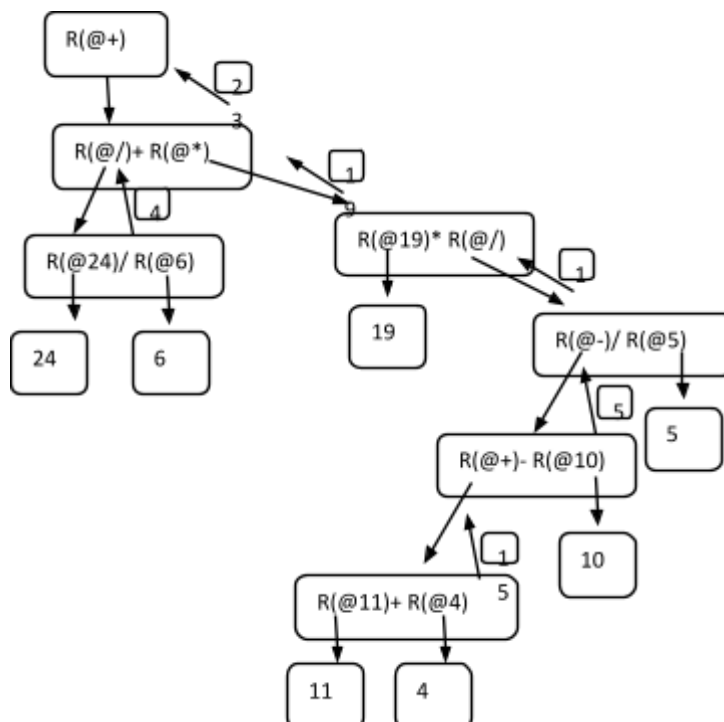 R(@+)
2
3
R(@/)+ R(@*)
1
9
4
R(@19)* R(@/)
R(@24)/ R(@6)
1
19
24
6
R(@-)/ R(@5)
5
5
R(@+)- R(@10)
1
5
10
R(@11)+ R(@4)
11
4